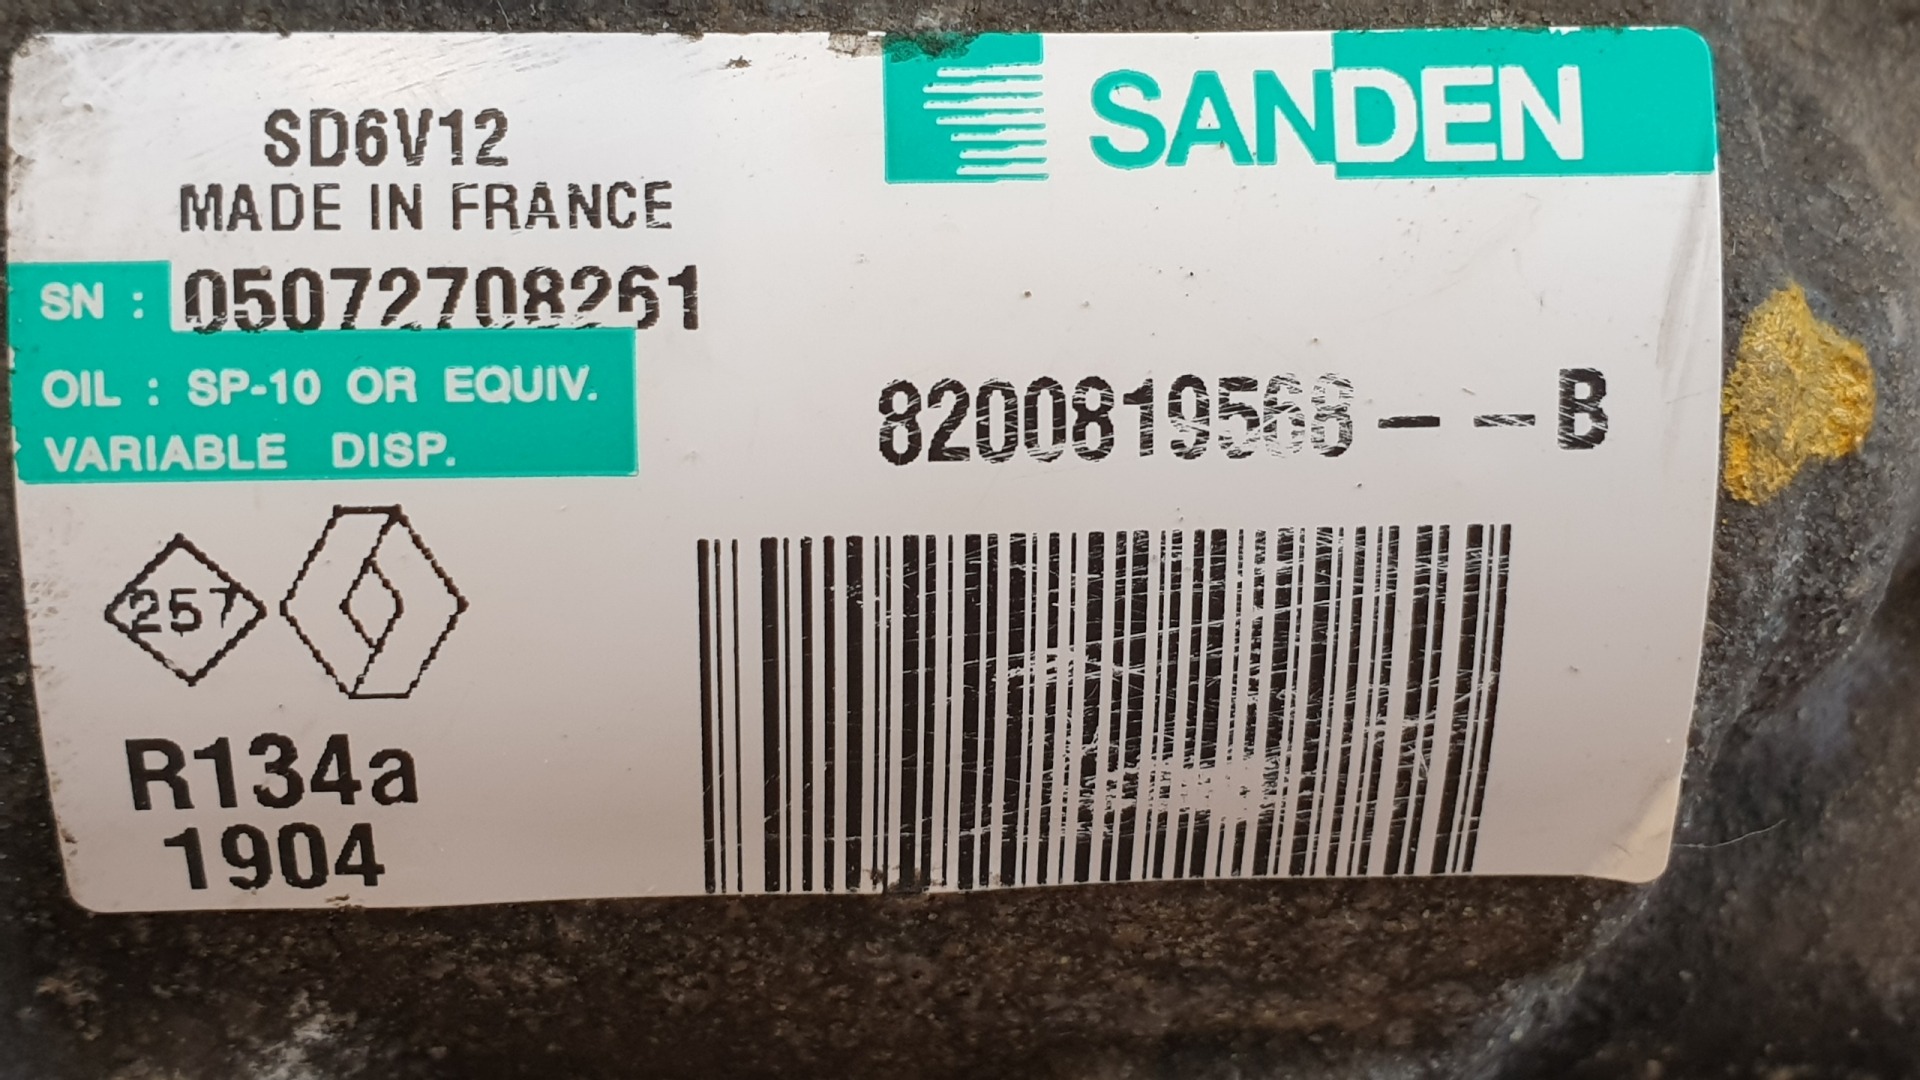 SANDEN
SD6V12
MADE IN FRANCE
SN : 05072708261
OIL : SP-10 OR EQUIV.
VARIABLE DISP.
8200819568--B
257
R134a
1904